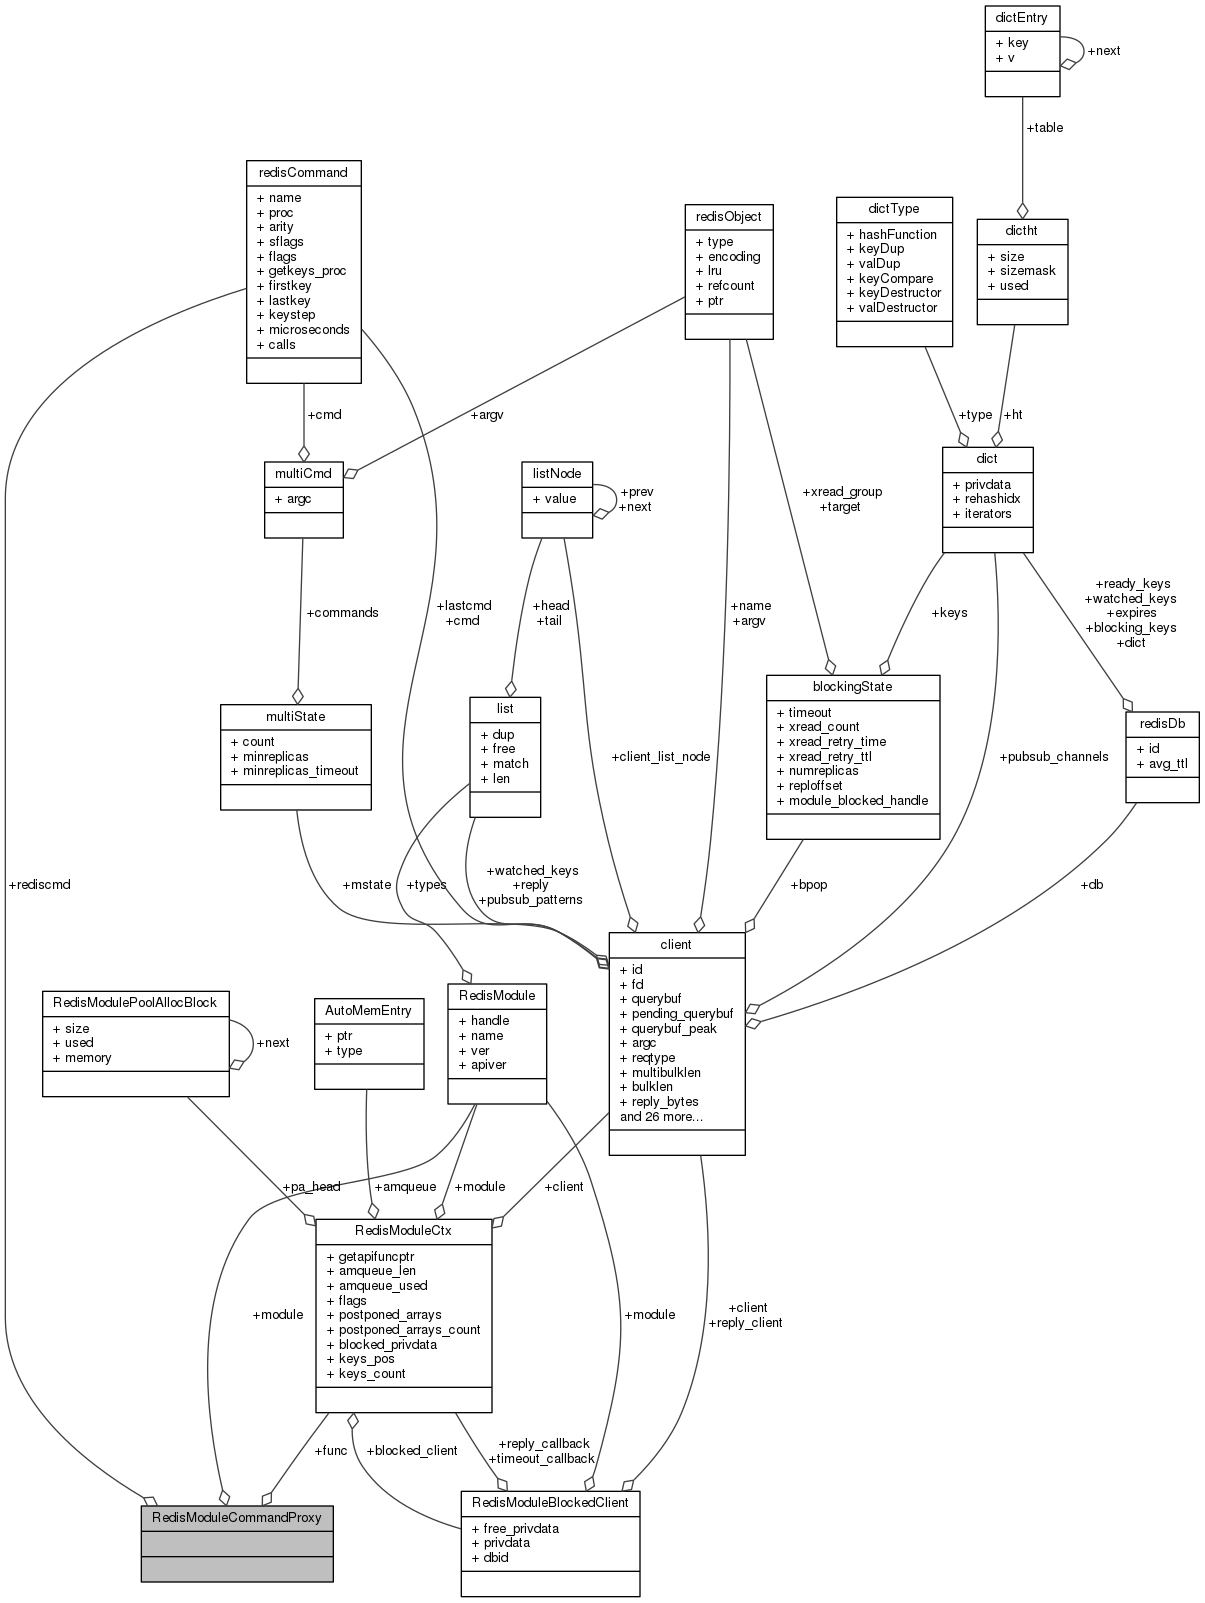 dictEntry
+ key
+ v
+next
+table
redisCommand
+ name
+ proc
+ arity
+ sflags
+ flags
+ getkeys_proc
+ firstkey
+ lastkey
+ keystep
+ microseconds
+ calls
redisObject
+ type
+ encoding
+ lru
+ refcount
+ ptr
dictType
+ hashFunction
+ keyDup
+ valDup
+ keyCompare
+ keyDestructor
+ valDestructor
dictht
+ size
+ sizemask
+ used
+cmd
+argv
+type
+ht
multiCmd
+ argc
listNode
+ value
+prev
+next
+xread_group
+target
dict
+ privdata
+ rehashidx
+ iterators
+commands
+lastcmd
+cmd
+head
+tail
+name
+argv
+keys
+ready_keys
+watched_keys
+expires
+blocking_keys
+dict
multiState
+ count
+ minreplicas
+ minreplicas_timeout
list
+ dup
+ free
+ match
+ len
+client_list_node
blockingState
+ timeout
+ xread_count
+ xread_retry_time
+ xread_retry_ttl
+ numreplicas
+ reploffset
+ module_blocked_handle
+pubsub_channels
redisDb
+ id
+ avg_ttl
+rediscmd
+mstate
+types
+watched_keys
+reply
+pubsub_patterns
+bpop
+db
RedisModulePoolAllocBlock
+ size
+ used
+ memory
+next
AutoMemEntry
+ ptr
+ type
RedisModule
+ handle
+ name
+ ver
+ apiver
client
+ id
+ fd
+ querybuf
+ pending_querybuf
+ querybuf_peak
+ argc
+ reqtype
+ multibulklen
+ bulklen
+ reply_bytes
and 26 more...
+pa_head
+amqueue
+module
+client
RedisModuleCtx
+ getapifuncptr
+ amqueue_len
+ amqueue_used
+ flags
+ postponed_arrays
+ postponed_arrays_count
+ blocked_privdata
+ keys_pos
+ keys_count
+module
+module
+client
+reply_client
+func
+blocked_client
+reply_callback
+timeout_callback
RedisModuleCommandProxy
RedisModuleBlockedClient
+ free_privdata
+ privdata
+ dbid